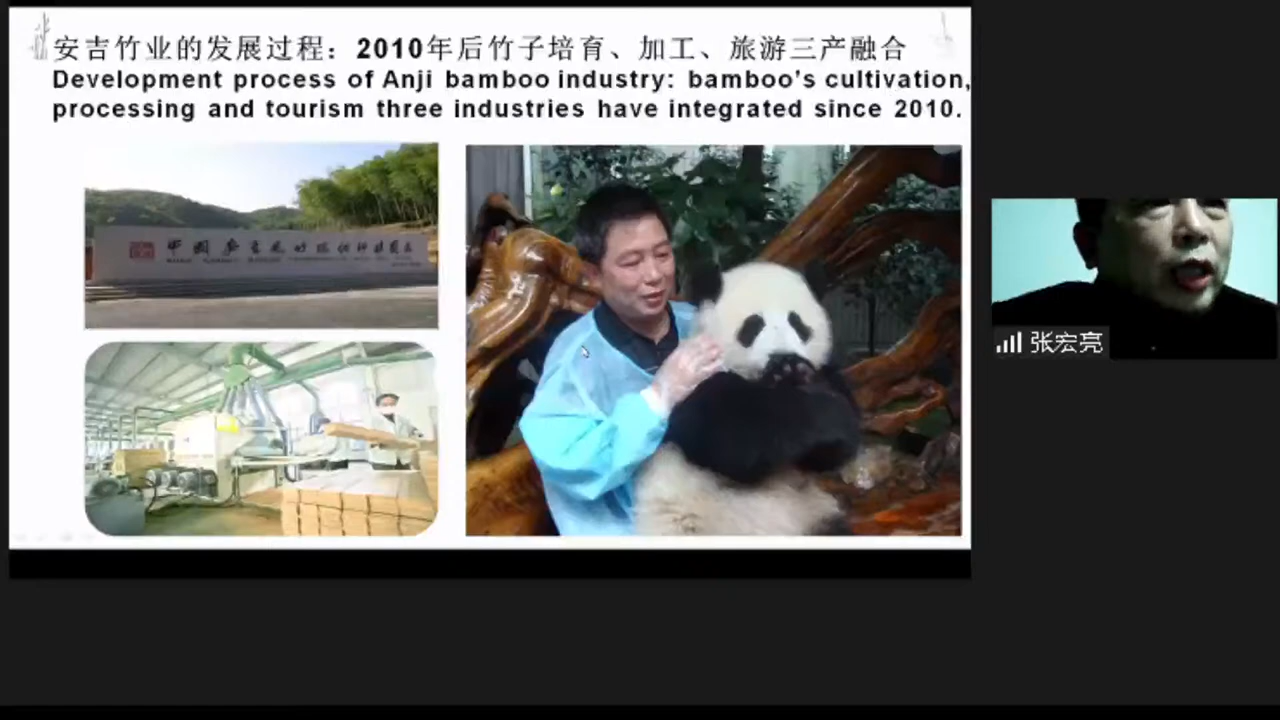 安吉竹业的发展过程：2010年后竹子培育、加工、旅游三产融合
Development process of Anji bamboo industry: bamboo's cultivation,
processing and tourism three industries have integrated since 2010.
张宏亮